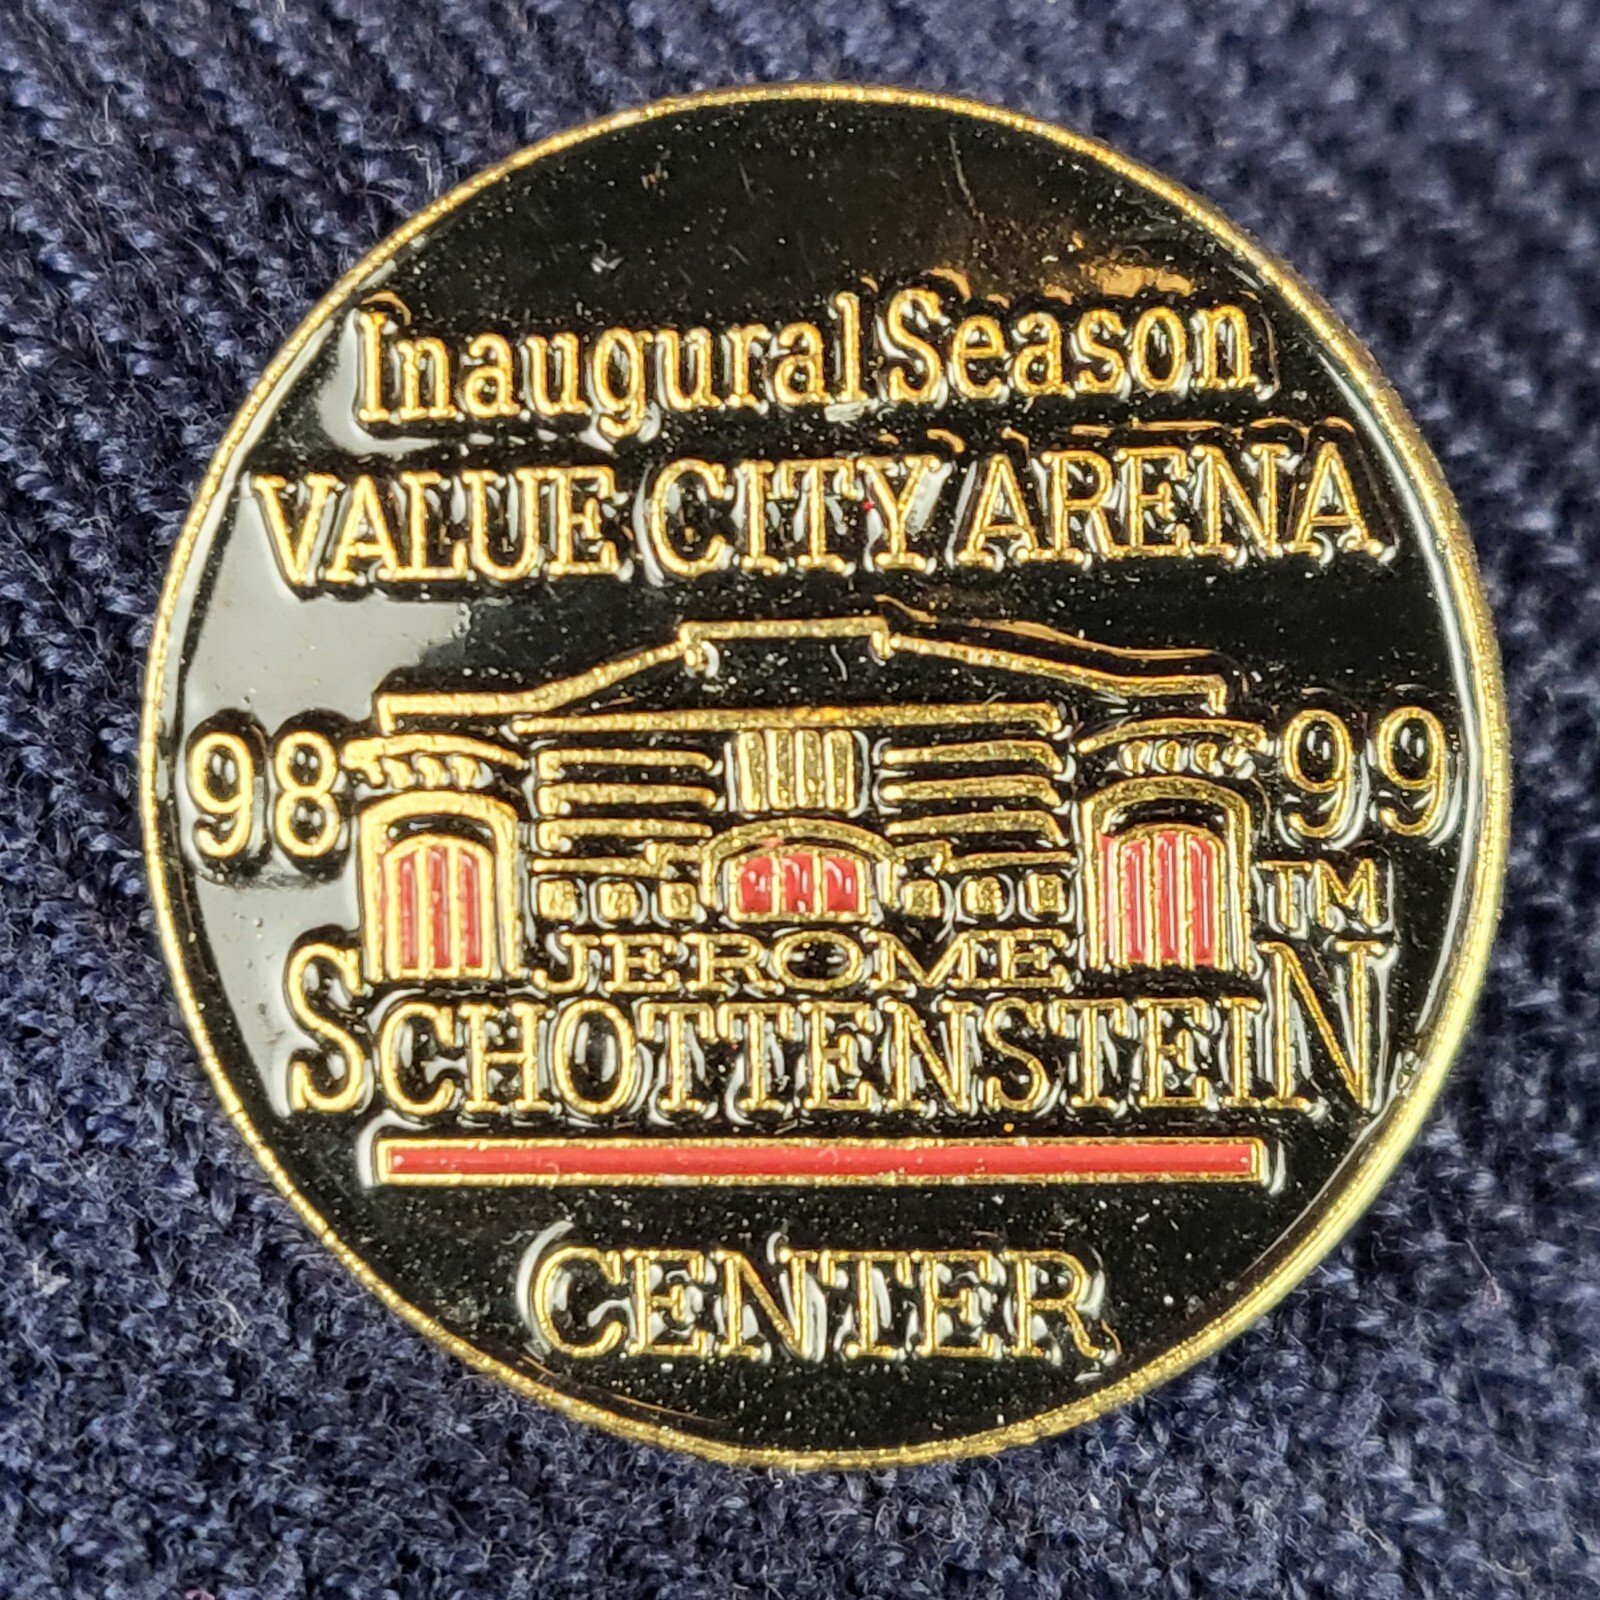 Inaugural Season
VALUE CITY ARENA
98 99
TM
JEROME
SCHOTTENSTEIN
CENTER